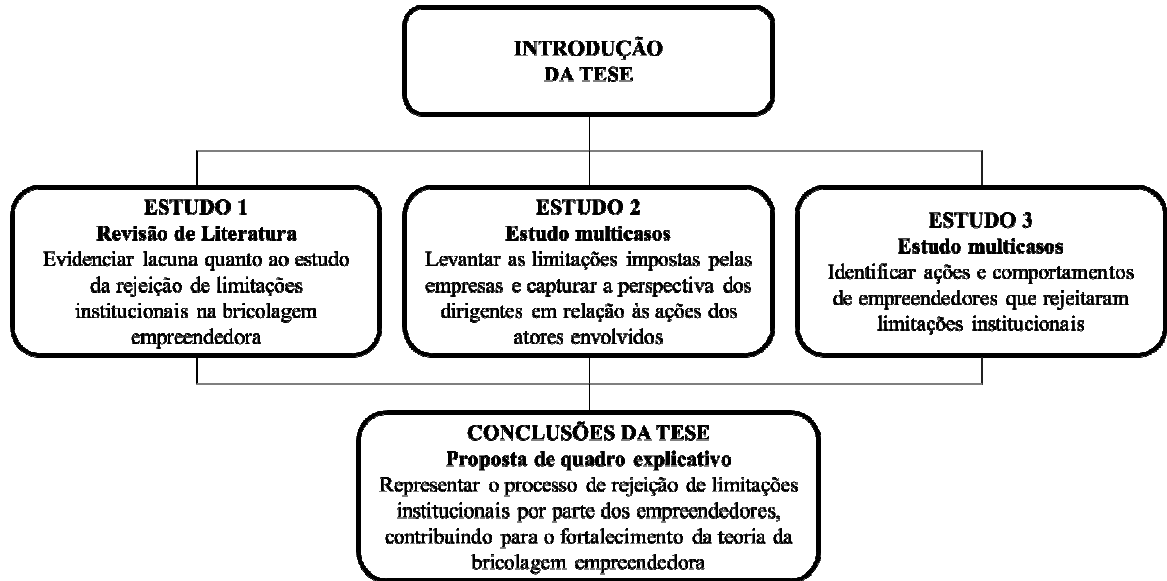 INTRODUÇÃO
DA TESE
ESTUDO 1
Revisão de Literatura
Evidenciar lacuna quanto ao estudo
da rejeição de limitações
institucionais na bricolagem
empreendedora
ESTUDO 2
Estudo multicasos
Levantar as limitações impostas pelas
empresas e capturar a perspectiva dos
dirigentes em relação às ações dos
atores envolvidos
ESTUDO 3
Estudo multicasos
Identificar ações e comportamentos
de empreendedores que rejeitaram
limitações institucionais
CONCLUSÕES DA TESE
Proposta de quadro explicativo
Representar o processo de rejeição de limitações
institucionais por parte dos empreendedores,
contribuindo para o fortalecimento da teoria da
bricolagem empreendedora